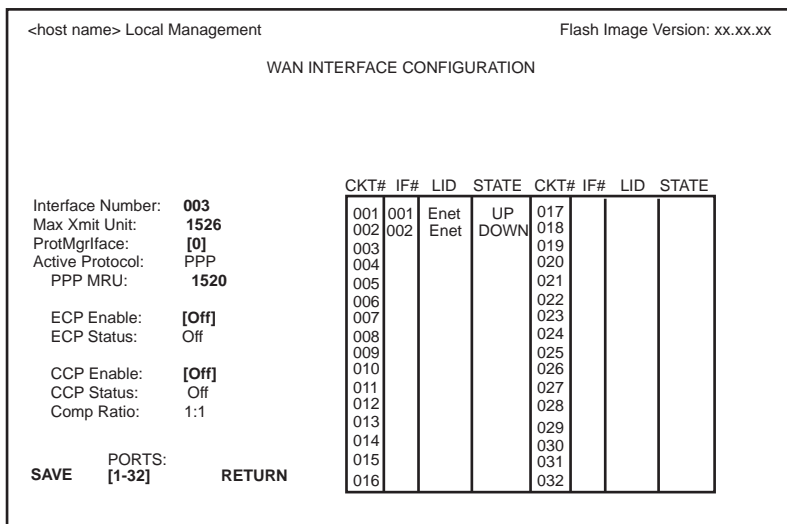 <host name> Local Management Flash Image Version: xx.xx.xx
WAN INTERFACE CONFIGURATION
Interface Number: 003
Max Xmit Unit: 1526
ProtMgrIface: [0]
Active Protocol: PPP
PPP MRU: 1520
ECP Enable: [Off]
ECP Status: Off
CCP Enable: [Off]
CCP Status: Off
Comp Ratio: 1:1
PORTS:
SAVE [1-32] RETURN
CKT# IF# LID STATE CKT# IF# LID STATE
001 001 Enet UP 017
002 002 Enet DOWN 018
003 019
004 020
005 021
006 022
007 023
008 024
009 025
010 026
011 027
012 028
013 029
014 030
015 031
016 032